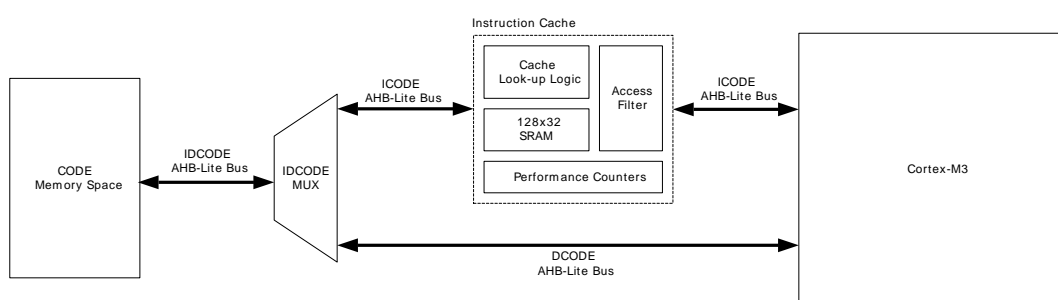 Instruction Cache
Cache
Look-up Logic
Access
Filter
128x32
SRAM
Performance Counters
ICODE
AHB-Lite Bus
ICODE
AHB-Lite Bus
IDCODE
AHB-Lite Bus
CODE
Memory Space
IDCODE
MUX
Cortex-M3
DCODE
AHB-Lite Bus